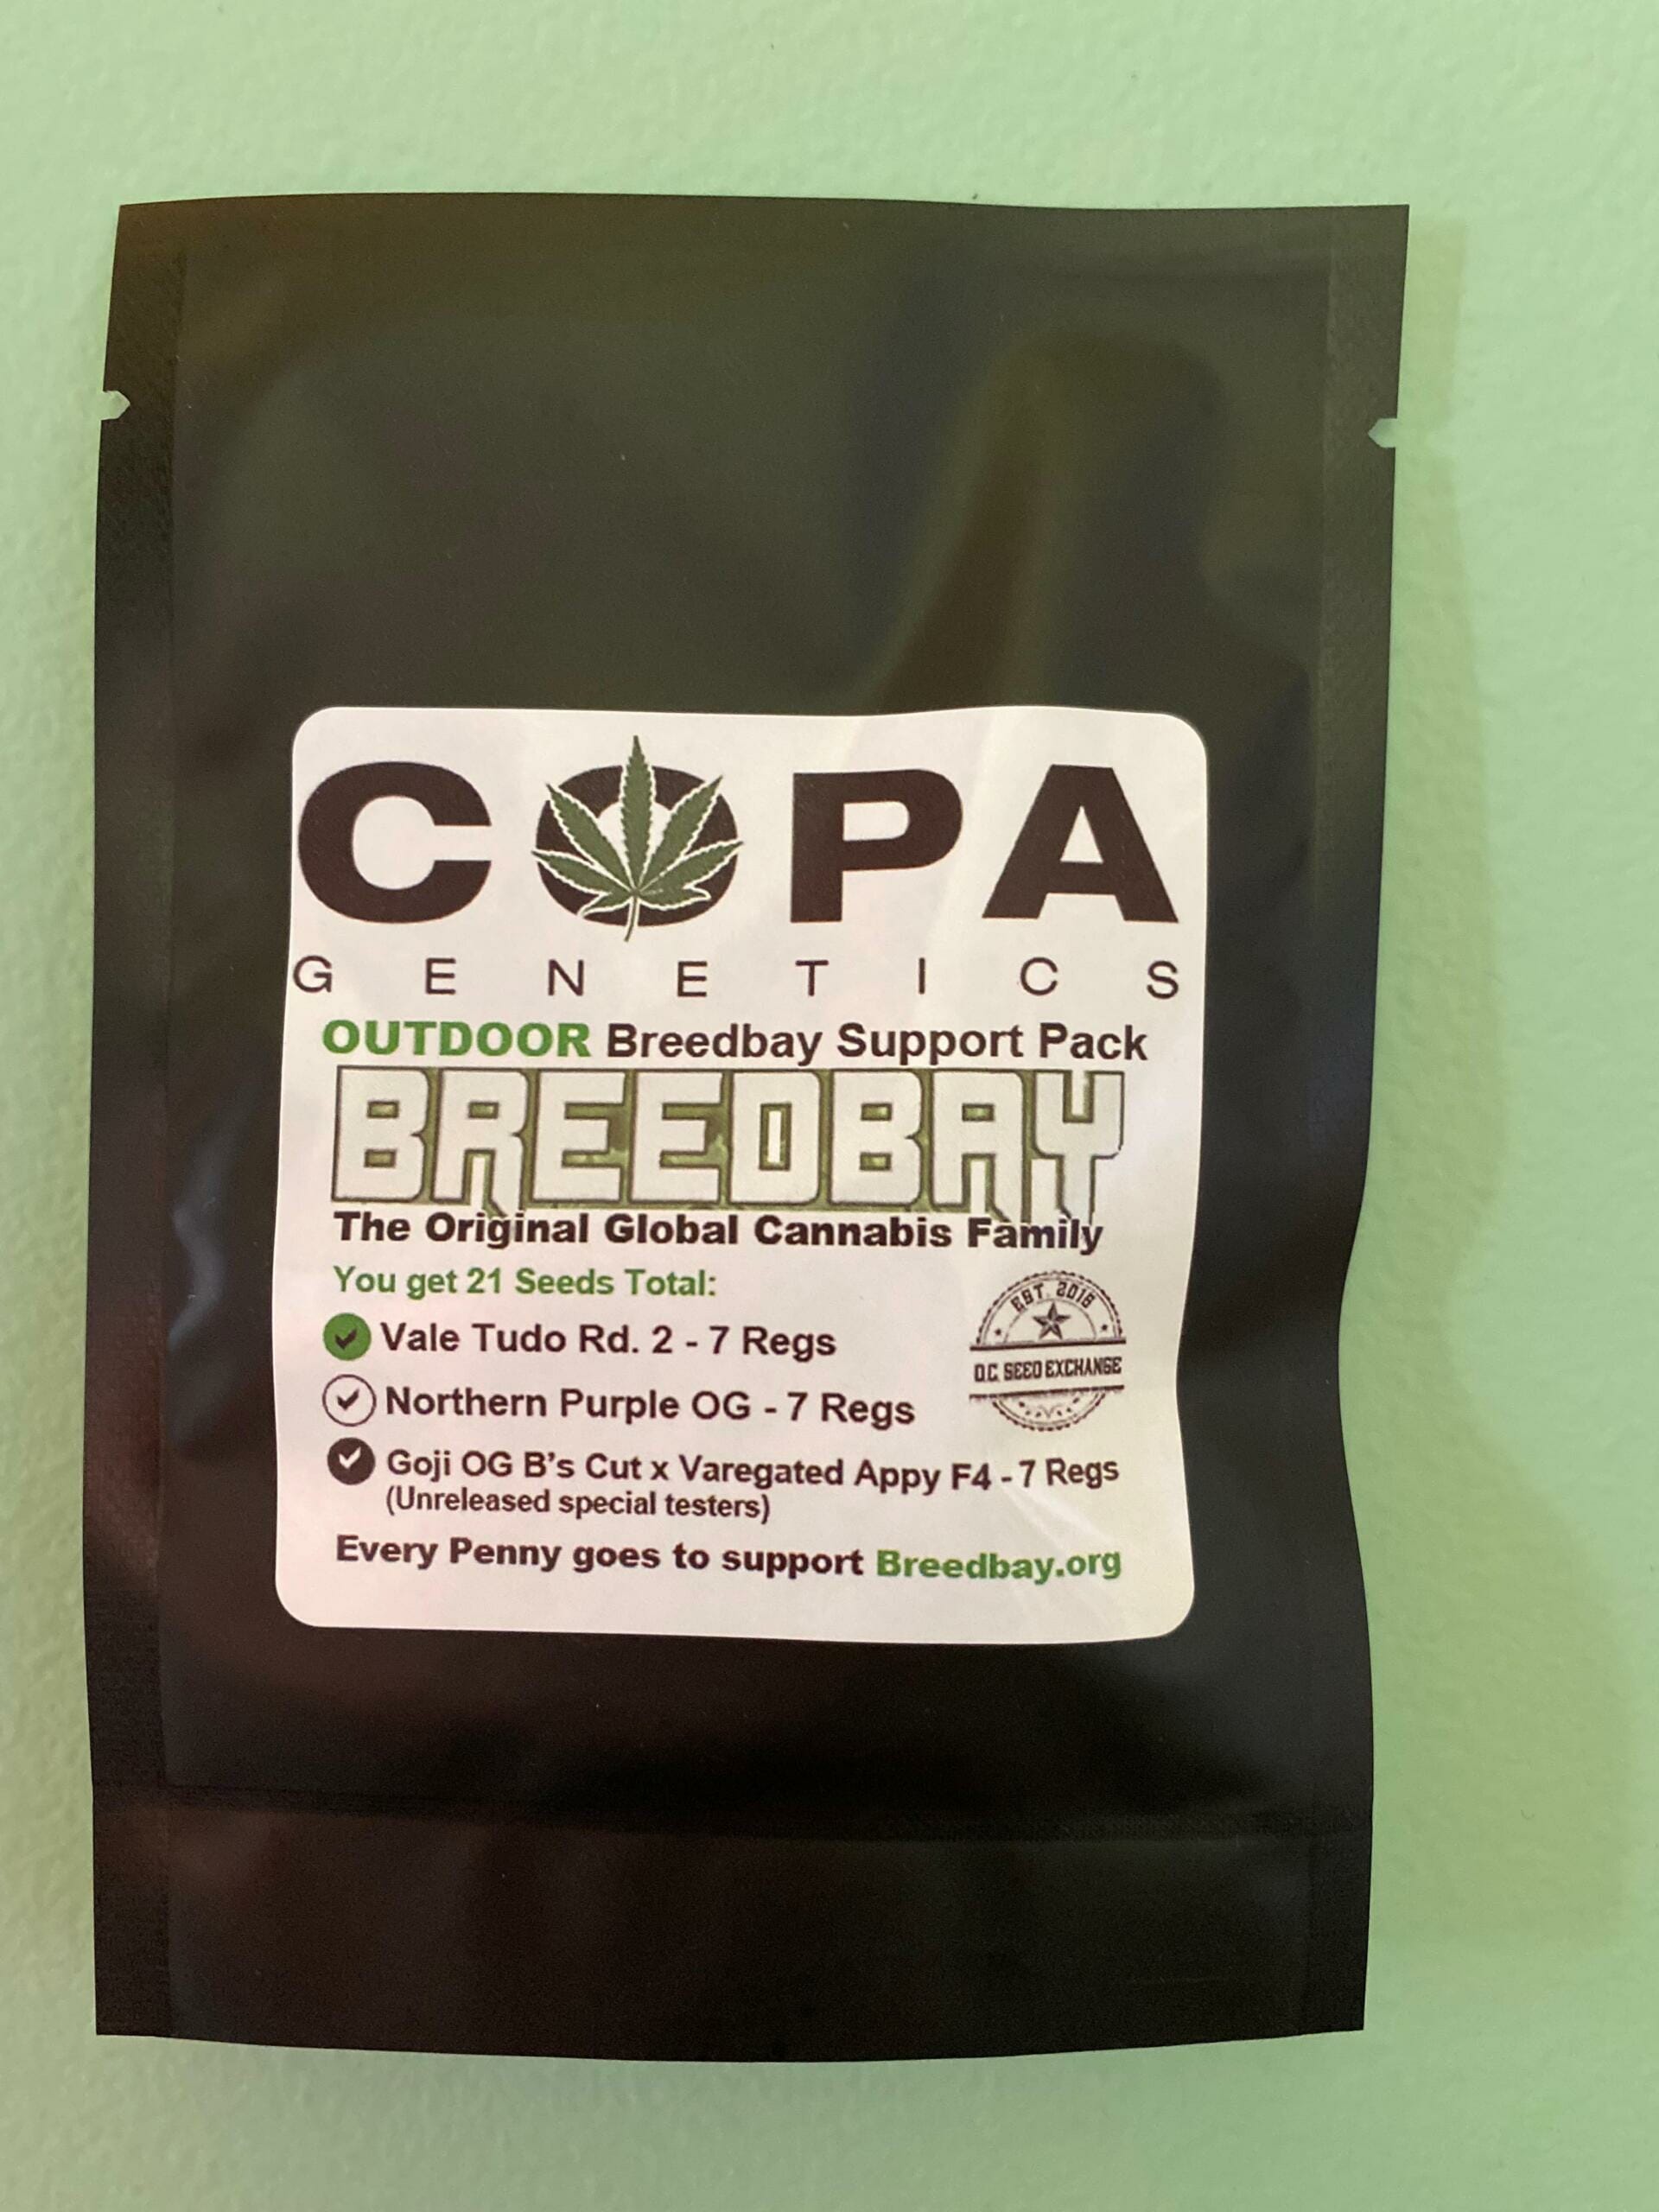 COPA
GENETICS
OUTDOOR Breedbay Support Pack
BREEDBAY
The Original Global Cannabis Family
You get 21 Seeds Total:
Vale Tudo Rd. 2 - 7 Regs
EST. 2018
D.C. SEED EXCHANGE
Northern Purple OG - 7 Regs
Goji OG B's Cut x Varegated Appy F4 - 7 Regs
(Unreleased special testers)
Every Penny goes to support Breedbay.org